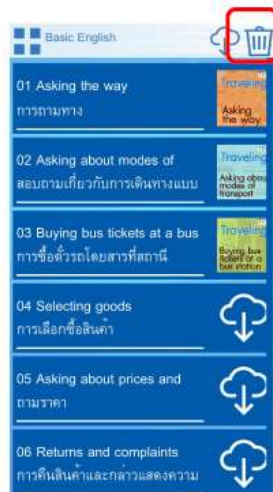 Basic English
01 Asking the way
การถามทาง
Traveling
Asking
the way
02 Asking about modes of
สอบถามเกี่ยวกับการเดินทางแบบ
Traveling
Asking about
modes of
transport
03 Buying bus tickets at a bus
การซื้อตั๋วรถโดยสารที่สถานี
Traveling
Buying bus
tickets at a
bus station
04 Selecting goods
การเลือกซื้อสินค้า
05 Asking about prices and
ถามราคา
06 Returns and complaints
การคืนสินค้าและกล่าวแสดงความ